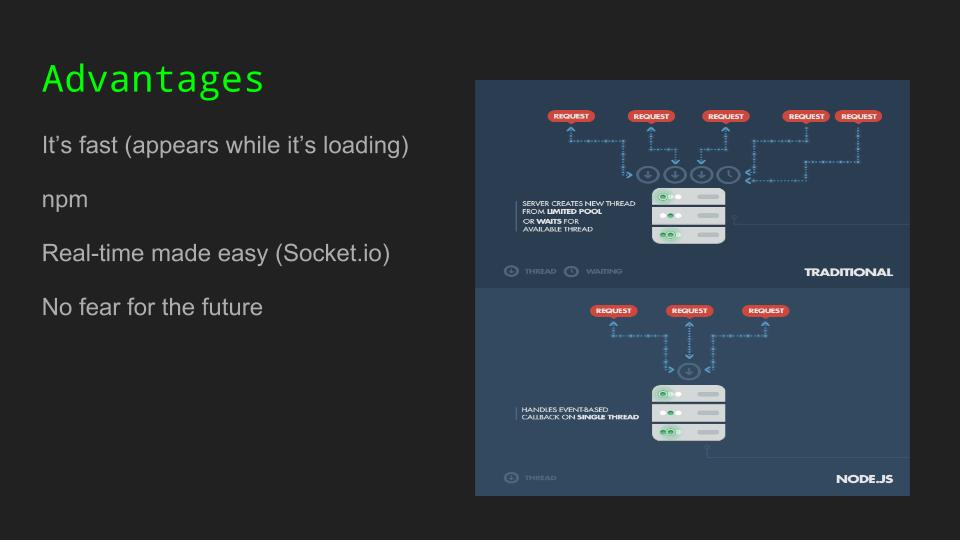 Advantages
It’s fast (appears while it’s loading)
npm
Real-time made easy (Socket.io)
No fear for the future
REQUEST REQUEST REQUEST REQUEST REQUEST
SERVER CREATES NEW THREAD
FROM LIMITED POOL
OR WAITS FOR
AVAILABLE THREAD
THREAD WAITING
TRADITIONAL
REQUEST REQUEST REQUEST
HANDLES EVENT-BASED
CALLBACK ON SINGLE THREAD
THREAD
NODE.JS